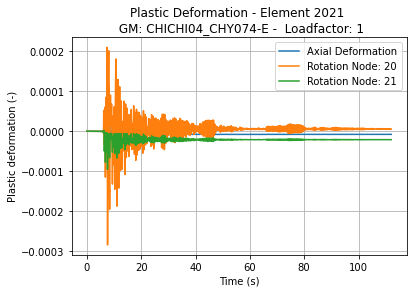 Plastic Deformation - Element 2021
GM: CHICHI04_CHY074-E -  Loadfactor: 1
Axial Deformation
Rotation Node: 20
Rotation Node: 21
Plastic deformation (-)
0.0002
0.0001
0.0000
−0.0001
−0.0002
−0.0003
0
20
40
60
80
100
Time (s)